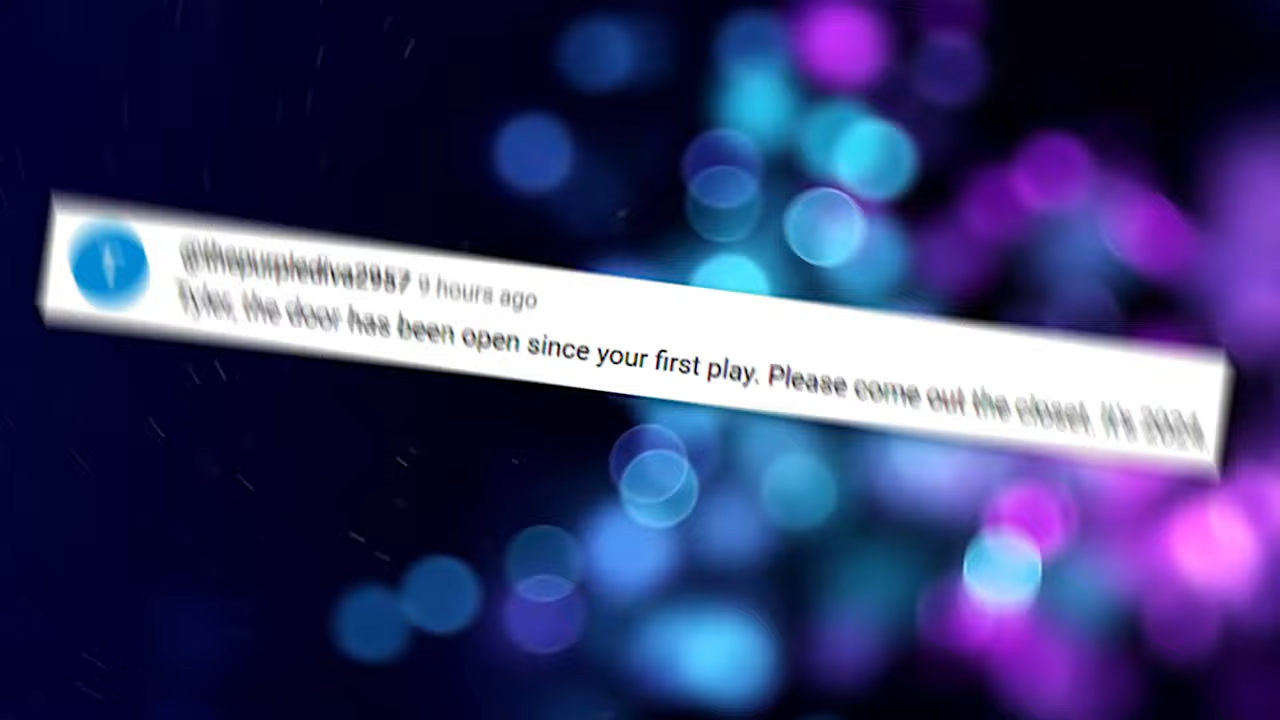 @thepurplediva2957 9 hours ago
Tyler, the door has been open since your first play. Please come out the closet. It's 2024